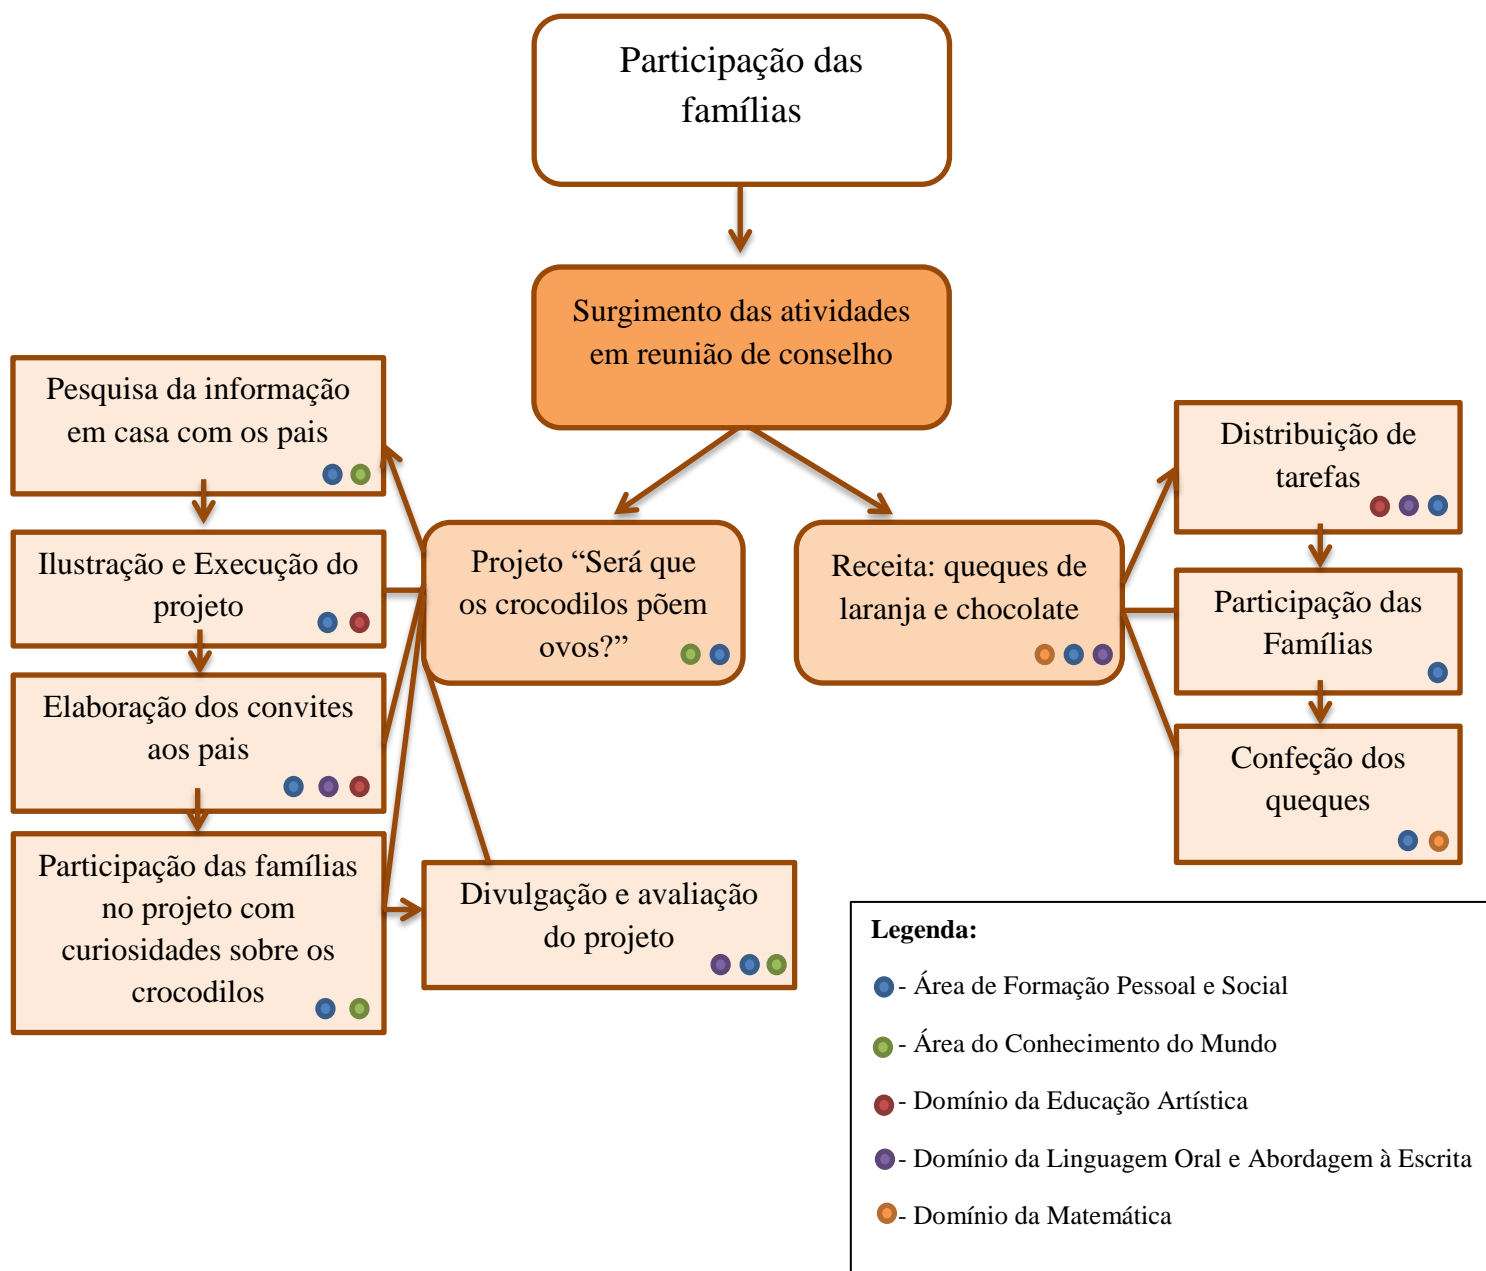 Participação das
famílias
Surgimento das atividades
em reunião de conselho
Pesquisa da informação
em casa com os pais
Ilustração e Execução do
projeto
Elaboração dos convites
aos pais
Participação das famílias
no projeto com
curiosidades sobre os
crocodilos
Divulgação e avaliação
do projeto
Projeto “Será que
os crocodilos põem
ovos?”
Receita: queques de
laranja e chocolate
Distribuição de
tarefas
Participação das
Famílias
Confeção dos
queques
Legenda:
- Área de Formação Pessoal e Social
- Área do Conhecimento do Mundo
- Domínio da Educação Artística
- Domínio da Linguagem Oral e Abordagem à Escrita
- Domínio da Matemática